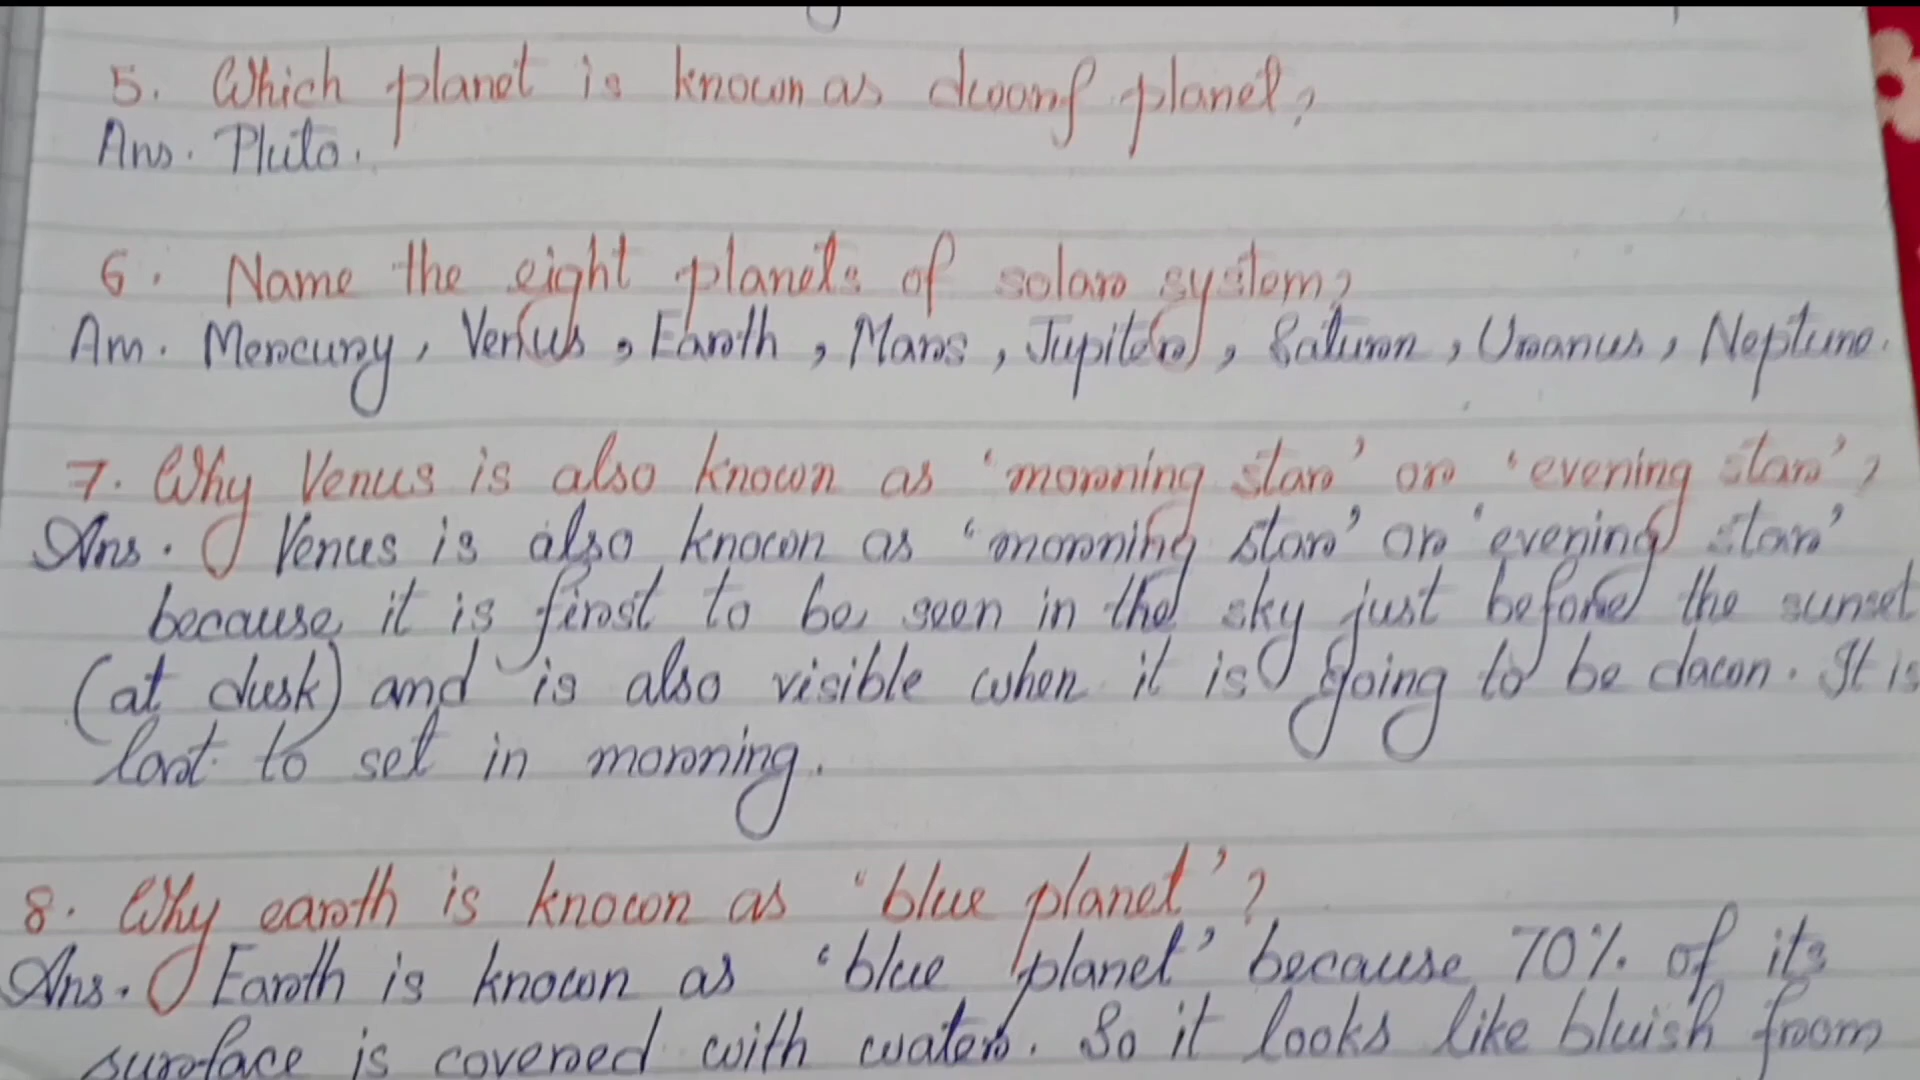 5. Which planet is known as dwarf planet?
Ans. Pluto.
6. Name the eight planets of solar system?
Ans. Mercury, Venus, Earth, Mars, Jupiter, Saturn, Uranus, Neptune.
7. Why Venus is also known as 'morning star' or 'evening star'?
Ans. Venus is also known as 'morning star' or 'evening star'
because it is first to be seen in the sky just before the sunset
(at dusk) and is also visible when it is going to be dawn. It is
last to set in morning.
8. Why earth is known as 'blue planet'?
Ans. Earth is known as 'blue planet' because 70% of its
surface is covered with water. So it looks like bluish from